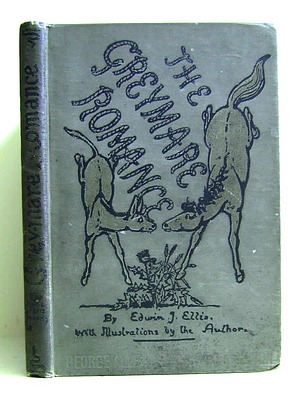 THE
GREYMARE
ROMANCE
By Edwin J. Ellis.
With Illustrations by the Author.
The Greymare Romance